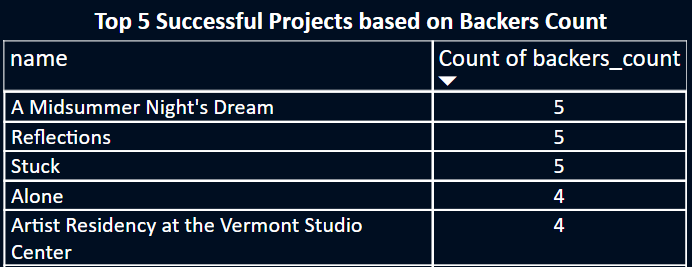 Top 5 Successful Projects based on Backers Count
name Count of backers_count
A Midsummer Night's Dream 5
Reflections 5
Stuck 5
Alone 4
Artist Residency at the Vermont Studio 4
Center